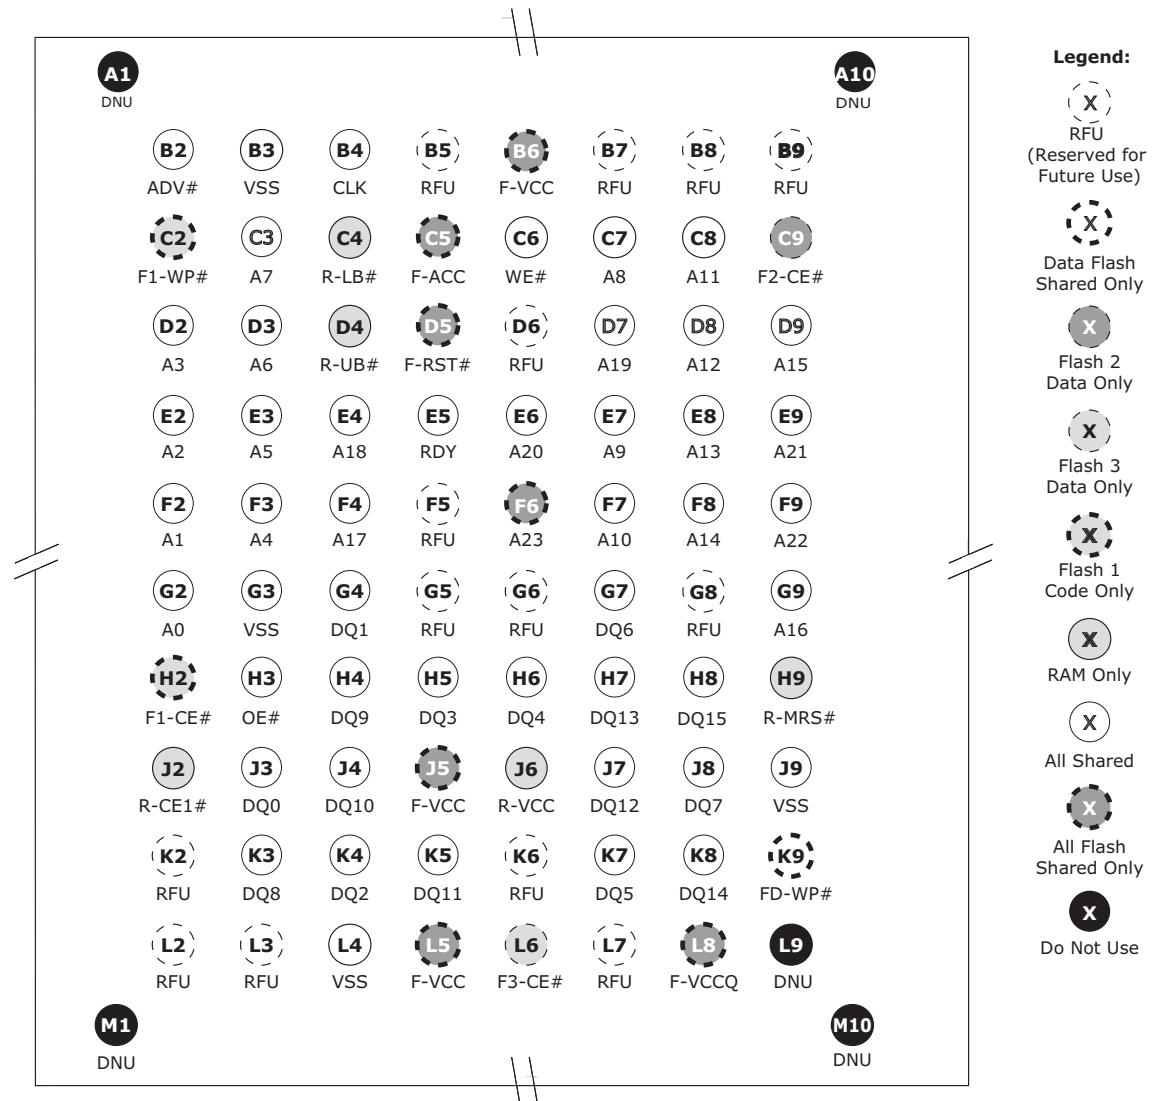 A1 A10
DNU DNU
B2 B3 B4 B5 B6 B7 B8 B9
ADV# VSS CLK RFU F-VCC RFU RFU RFU
C2 C3 C4 C5 C6 C7 C8 C9
F1-WP# A7 R-LB# F-ACC WE# A8 A11 F2-CE#
D2 D3 D4 D5 D6 D7 D8 D9
A3 A6 R-UB# F-RST# RFU A19 A12 A15
E2 E3 E4 E5 E6 E7 E8 E9
A2 A5 A18 RDY A20 A9 A13 A21
F2 F3 F4 F5 F6 F7 F8 F9
A1 A4 A17 RFU A23 A10 A14 A22
G2 G3 G4 G5 G6 G7 G8 G9
A0 VSS DQ1 RFU RFU DQ6 RFU A16
H2 H3 H4 H5 H6 H7 H8 H9
F1-CE# OE# DQ9 DQ3 DQ4 DQ13 DQ15 R-MRS#
J2 J3 J4 J5 J6 J7 J8 J9
R-CE1# DQ0 DQ10 F-VCC R-VCC DQ12 DQ7 VSS
K2 K3 K4 K5 K6 K7 K8 K9
RFU DQ8 DQ2 DQ11 RFU DQ5 DQ14 FD-WP#
L2 L3 L4 L5 L6 L7 L8 L9
RFU RFU VSS F-VCC F3-CE# RFU F-VCCQ DNU
M1 M10
DNU DNU
Legend:
X
RFU
(Reserved for
Future Use)
X
Data Flash
Shared Only
X
Flash 2
Data Only
X
Flash 3
Data Only
X
Flash 1
Code Only
X
RAM Only
X
All Shared
X
All Flash
Shared Only
X
Do Not Use